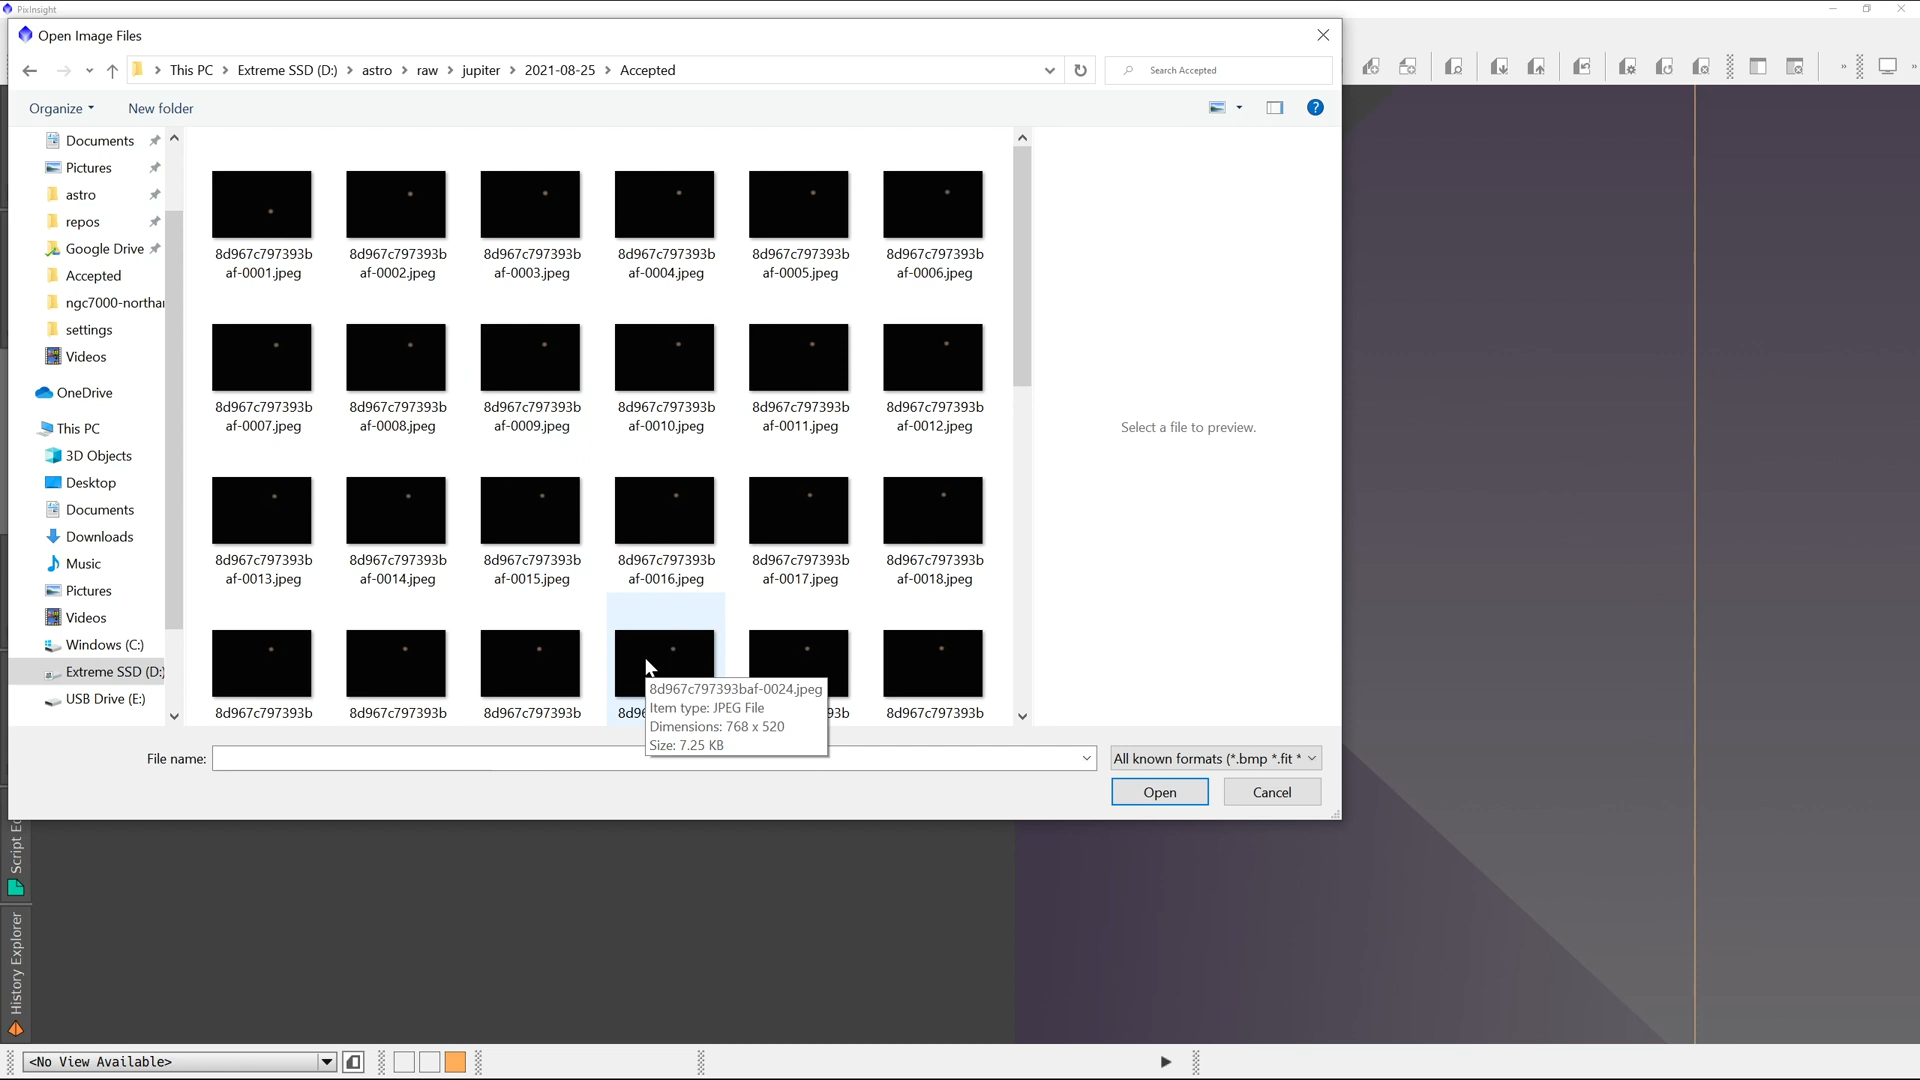 PixInsight
Open Image Files
This PC > Extreme SSD (D:) > astro > raw > jupiter > 2021-08-25 > Accepted
Search Accepted
Organize
New folder
Documents
Pictures
astro
repos
Google Drive
Accepted
ngc7000-northar
settings
Videos
OneDrive
This PC
3D Objects
Desktop
Documents
Downloads
Music
Pictures
Videos
Windows (C:)
Extreme SSD (D:)
USB Drive (E:)
8d967c797393b
af-0001.jpeg
8d967c797393b
af-0002.jpeg
8d967c797393b
af-0003.jpeg
8d967c797393b
af-0004.jpeg
8d967c797393b
af-0005.jpeg
8d967c797393b
af-0006.jpeg
8d967c797393b
af-0007.jpeg
8d967c797393b
af-0008.jpeg
8d967c797393b
af-0009.jpeg
8d967c797393b
af-0010.jpeg
8d967c797393b
af-0011.jpeg
8d967c797393b
af-0012.jpeg
8d967c797393b
af-0013.jpeg
8d967c797393b
af-0014.jpeg
8d967c797393b
af-0015.jpeg
8d967c797393b
af-0016.jpeg
8d967c797393b
af-0017.jpeg
8d967c797393b
af-0018.jpeg
8d967c797393b
8d967c797393b
8d967c797393b
8d96
93b
8d967c797393b
8d967c797393baf-0024.jpeg
Item type: JPEG File
Dimensions: 768 x 520
Size: 7.25 KB
Select a file to preview.
File name:
All known formats (*.bmp *.fit *
Open
Cancel
Script Ed
History Explorer
<No View Available>